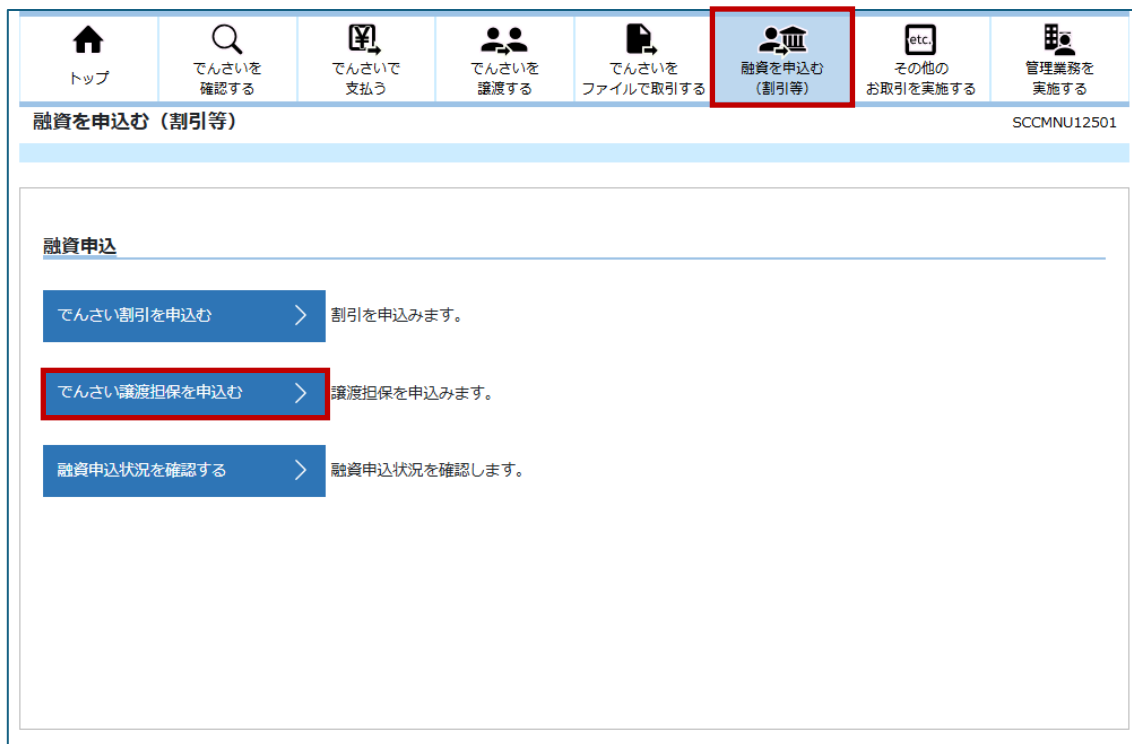 トップ
でんさいを
確認する
でんさいで
支払う
でんさいを
譲渡する
でんさいを
ファイルで取引する
融資を申込む
(割引等)
etc.
その他の
お取引を実施する
管理業務を
実施する
融資を申込む（割引等）
SCCMNU12501
融資申込
でんさい割引を申込む
割引を申込みます。
でんさい譲渡担保を申込む
譲渡担保を申込みます。
融資申込状況を確認する
融資申込状況を確認します。